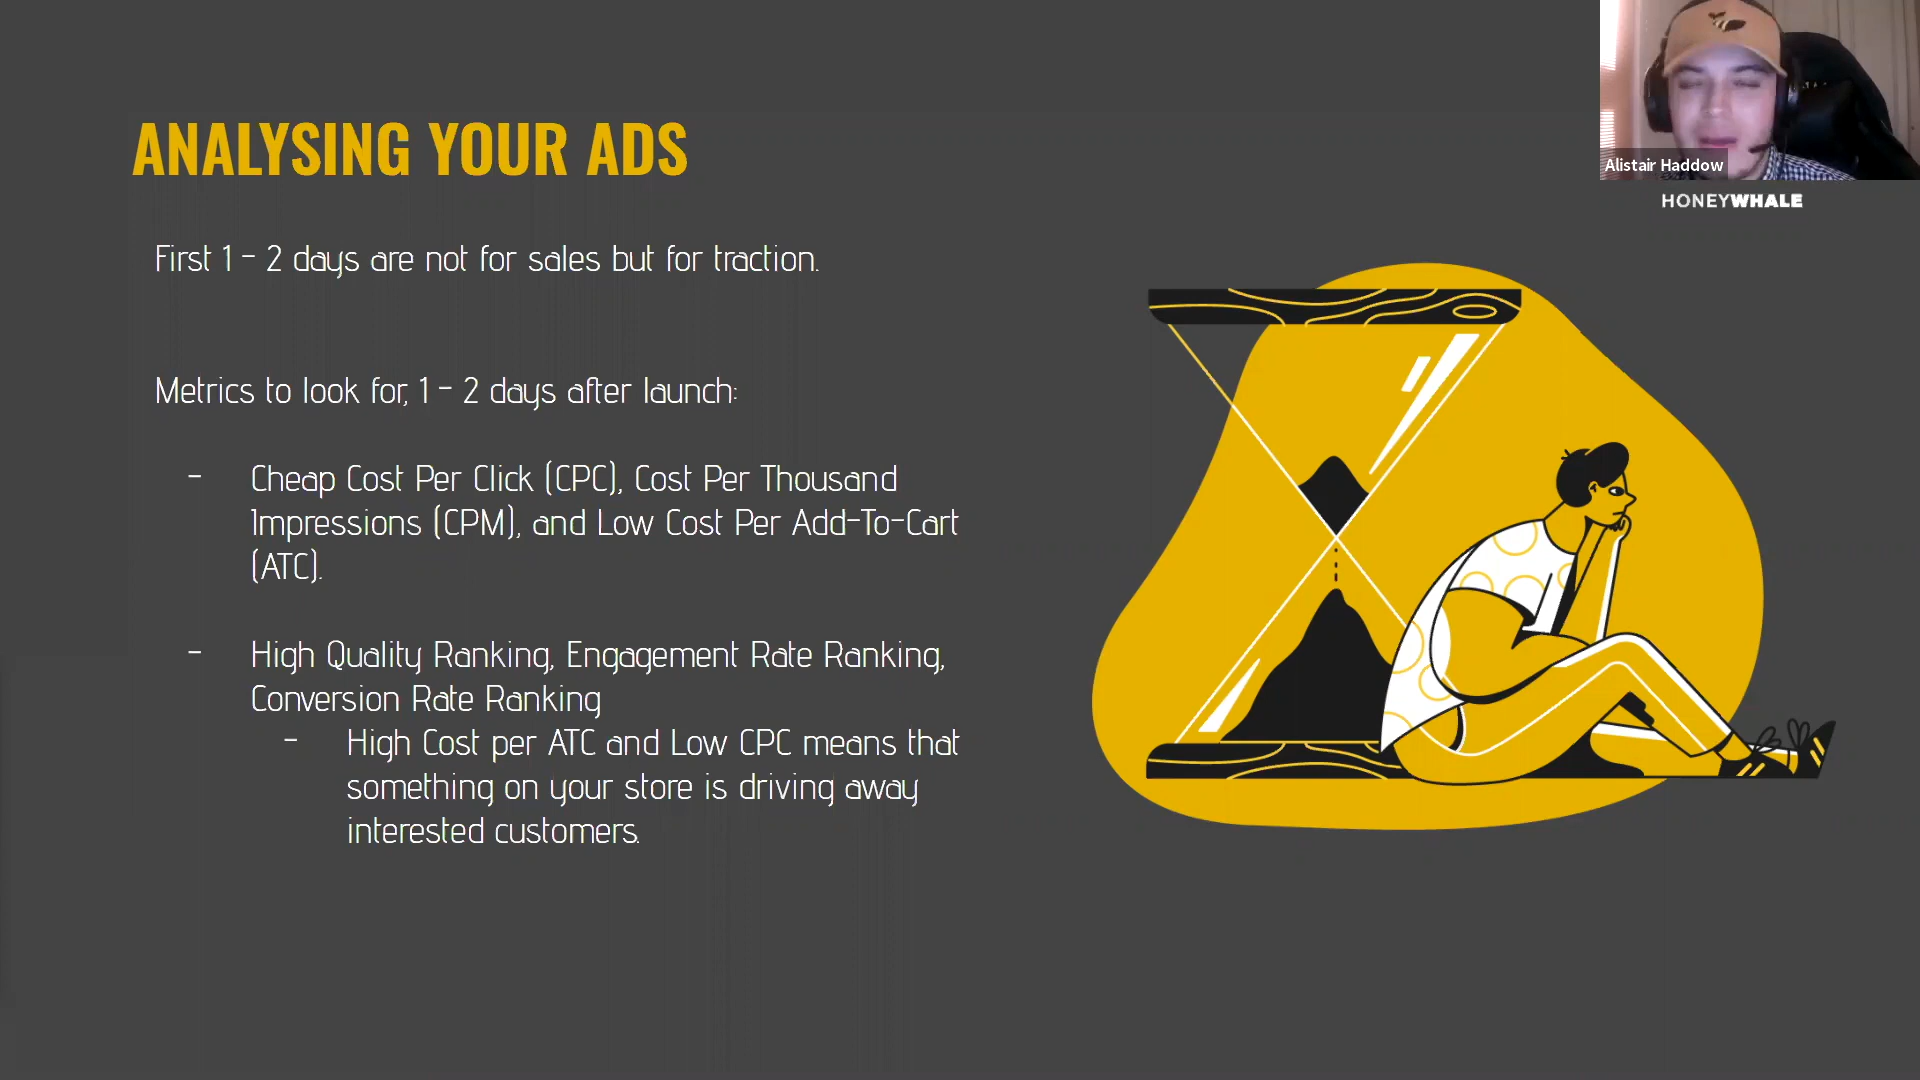 ANALYSING YOUR ADS
Alistair Haddow
HONEYWHALE
First 1 - 2 days are not for sales but for traction.
Metrics to look for, 1 - 2 days after launch:
- Cheap Cost Per Click (CPC), Cost Per Thousand
Impressions (CPM), and Low Cost Per Add-To-Cart
(ATC).
- High Quality Ranking, Engagement Rate Ranking,
Conversion Rate Ranking
- High Cost per ATC and Low CPC means that
something on your store is driving away
interested customers.